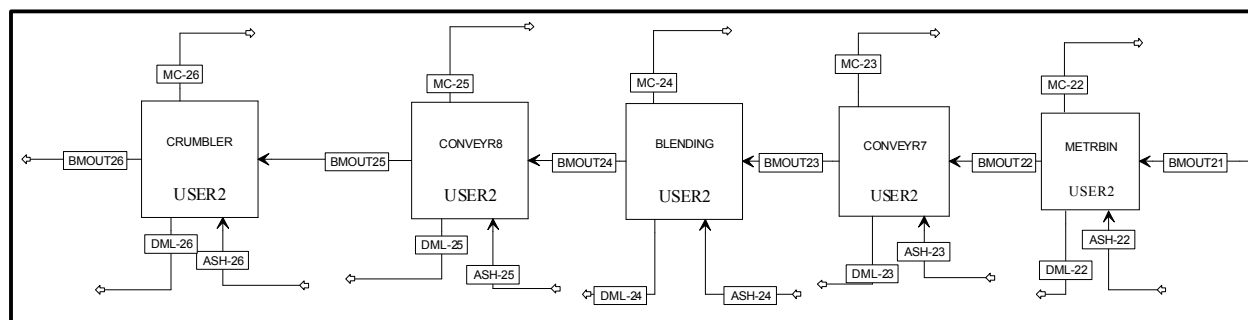 MC-26
MC-25
MC-24
MC-23
MC-22
CRUMBLER
CONVEYR8
BLENDING
CONVEYR7
METRBIN
BMOUT26
BMOUT25
BMOUT24
BMOUT23
BMOUT22
BMOUT21
USER2
USER2
USER2
USER2
USER2
DML-26
ASH-26
DML-25
ASH-25
DML-24
ASH-24
DML-23
ASH-23
DML-22
ASH-22